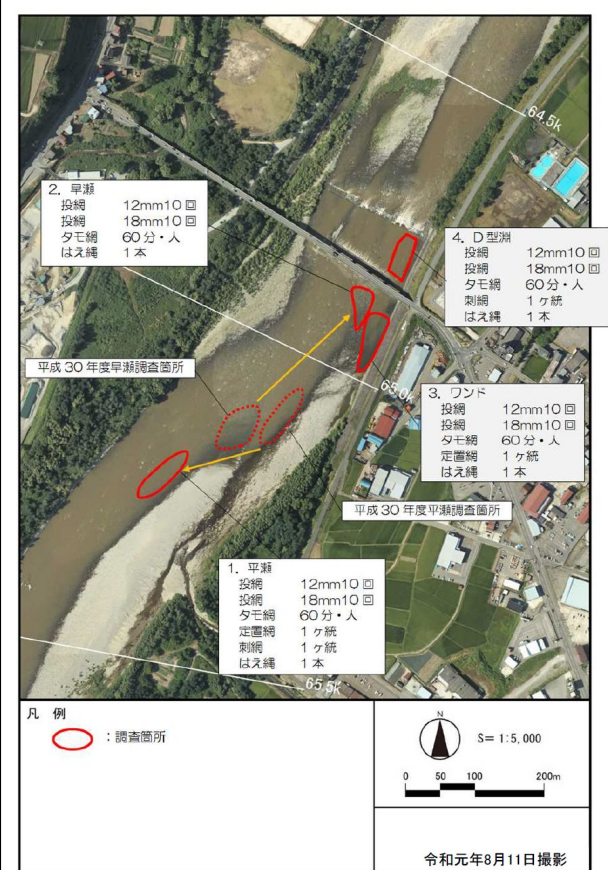 64.5k
2. 早瀬
投網 12mm10回
投網 18mm10回
タモ網 60分・人
はえ縄 1本
4. D型淵
投網 12mm10回
投網 18mm10回
タモ網 60分・人
刺網 1ヶ統
はえ縄 1本
平成30年度早瀬調査箇所
65.0k
3. ワンド
投網 12mm10回
投網 18mm10回
タモ網 60分・人
定置網 1ヶ統
はえ縄 1本
平成30年度平瀬調査箇所
1. 平瀬
投網 12mm10回
投網 18mm10回
タモ網 60分・人
定置網 1ヶ統
刺網 1ヶ統
はえ縄 1本
65.5k
凡 例
：調査箇所
N
S= 1:5,000
0 50 100 200m
令和元年8月11日撮影